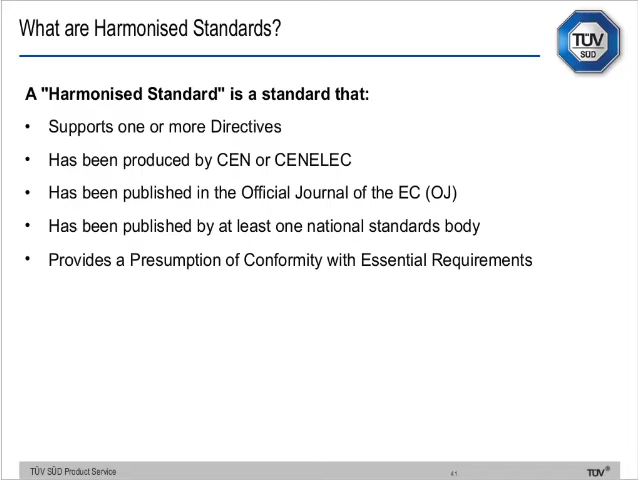 What are Harmonised Standards?
TÜV
SÜD
A "Harmonised Standard" is a standard that:
• Supports one or more Directives
• Has been produced by CEN or CENELEC
• Has been published in the Official Journal of the EC (OJ)
• Has been published by at least one national standards body
• Provides a Presumption of Conformity with Essential Requirements
TÜV SÜD Product Service
41
TÜV®